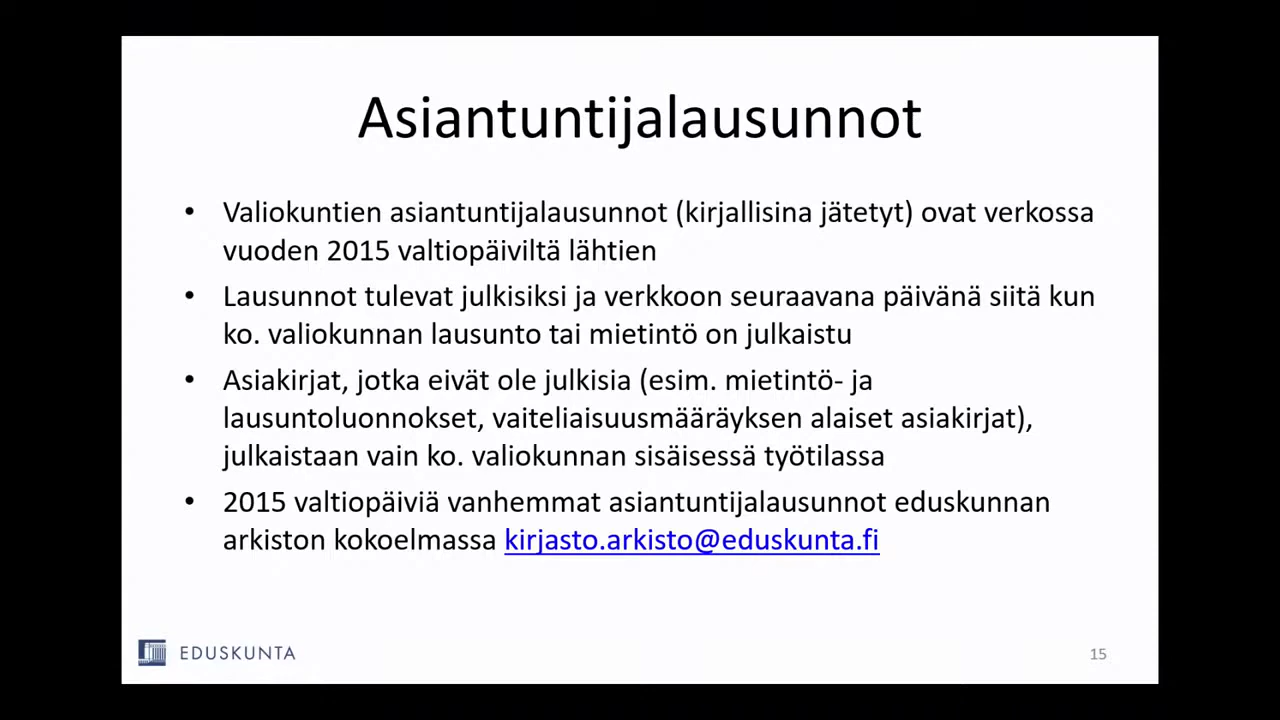 Asiantuntijalausunnot
• Valiokuntien asiantuntijalausunnot (kirjallisina jätetyt) ovat verkossa
vuoden 2015 valtiopäiviltä lähtien
• Lausunnot tulevat julkisiksi ja verkkoon seuraavana päivänä siitä kun
ko. valiokunnan lausunto tai mietintö on julkaistu
• Asiakirjat, jotka eivät ole julkisia (esim. mietintö- ja
lausuntoluonnokset, vaiteliaisuusmääräyksen alaiset asiakirjat),
julkaistaan vain ko. valiokunnan sisäisessä työtilassa
• 2015 valtiopäiviä vanhemmat asiantuntijalausunnot eduskunnan
arkiston kokoelmassa kirjasto.arkisto@eduskunta.fi
EDUSKUNTA
15